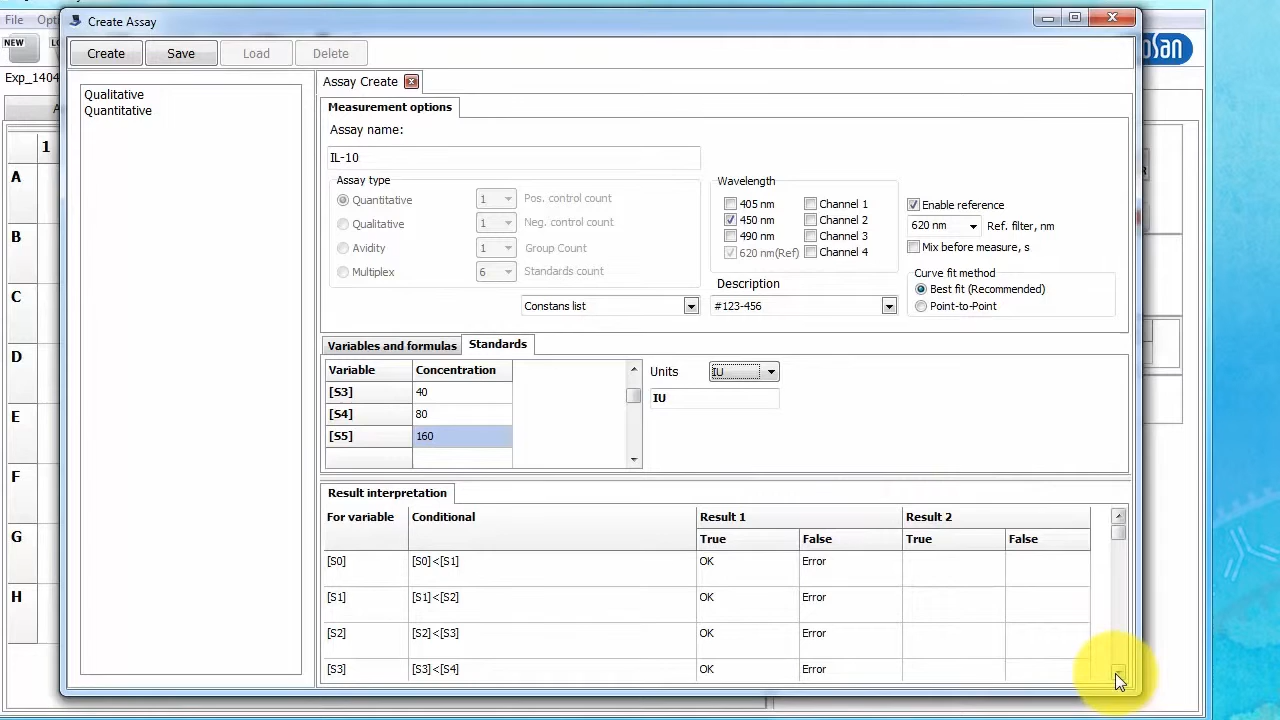 Create Assay
File
NEW
Exp_1404
1
A
B
C
D
E
F
G
H
Create
Save
Load
Delete
Qualitative
Quantitative
Assay Create
Measurement options
Assay name:
IL-10
Assay type
Quantitative
1
Pos. control count
Qualitative
1
Neg. control count
Avidity
1
Group Count
Multiplex
6
Standards count
Constans list
Wavelength
405 nm
Channel 1
450 nm
Channel 2
490 nm
Channel 3
620 nm(Ref)
Channel 4
Description
#123-456
Enable reference
620 nm
Ref. filter, nm
Mix before measure, s
Curve fit method
Best fit (Recommended)
Point-to-Point
Variables and formulas
Standards
Variable
Concentration
[S3]
40
[S4]
80
[S5]
160
Units
IU
IU
Result interpretation
For variable
Conditional
Result 1
Result 2
True
False
True
False
[S0]
[S0]<[S1]
OK
Error
[S1]
[S1]<[S2]
OK
Error
[S2]
[S2]<[S3]
OK
Error
[S3]
[S3]<[S4]
OK
Error